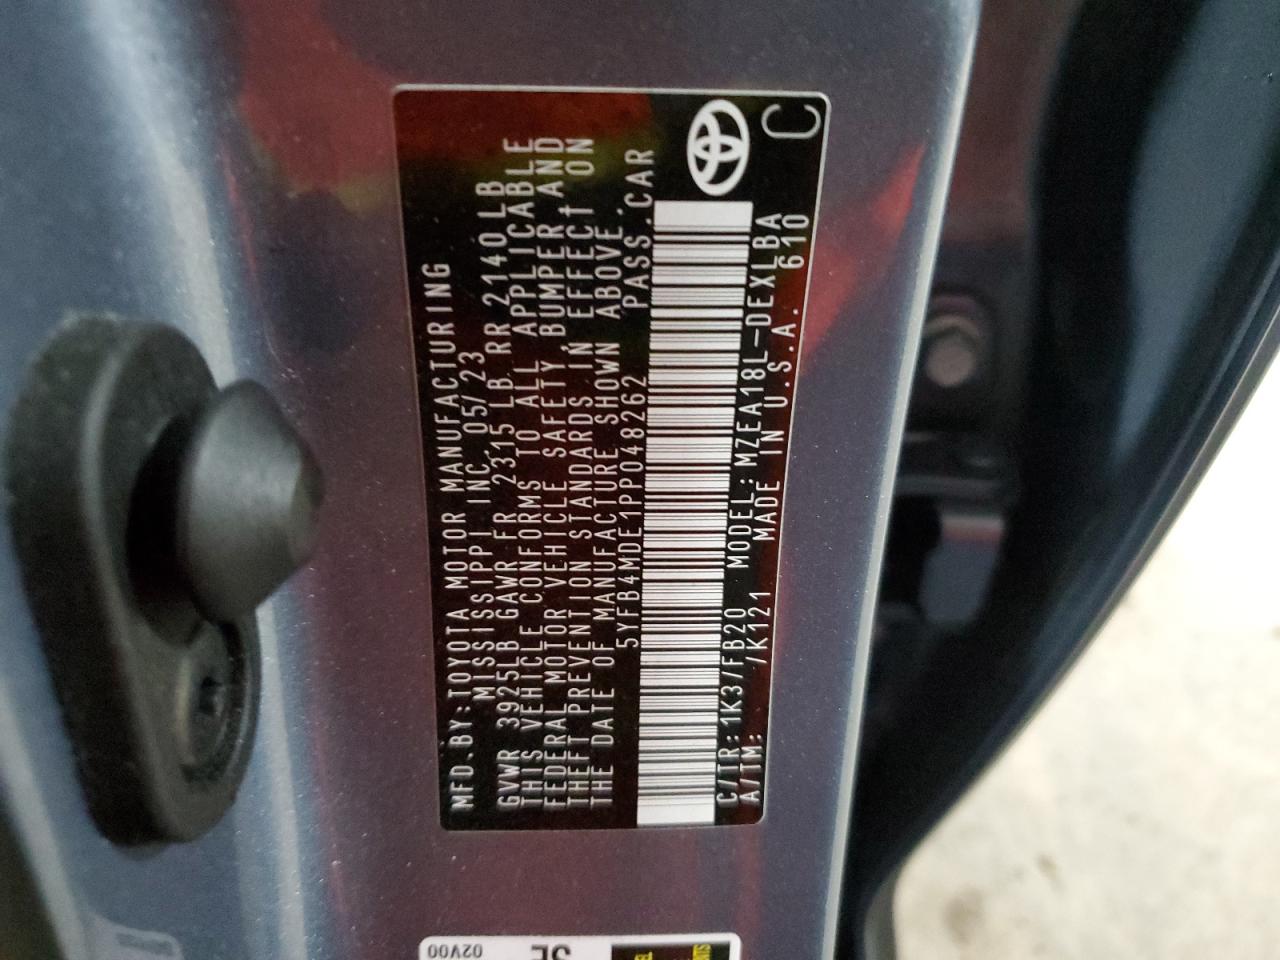 MFD.BY:TOYOTA MOTOR MANUFACTURING
MISSISSIPPI INC 05/23
GVWR 3925LB GAWR FR 2315 LB RR 2140LB
THIS VEHICLE CONFORMS TO ALL APPLICABLE
FEDERAL MOTOR VEHICLE SAFETY,BUMPER,AND
THEFT PREVENTION STANDARDS IN EFFECT ON
THE DATE OF MANUFACTURE SHOWN ABOVE.
5YFB4MDE1PP048262 PASS.CAR
C/TR:1K3/FB20 MODEL:MZEA18L-DEXLBA
A/TM: /K121 MADE IN U.S.A. 610
C
02V00